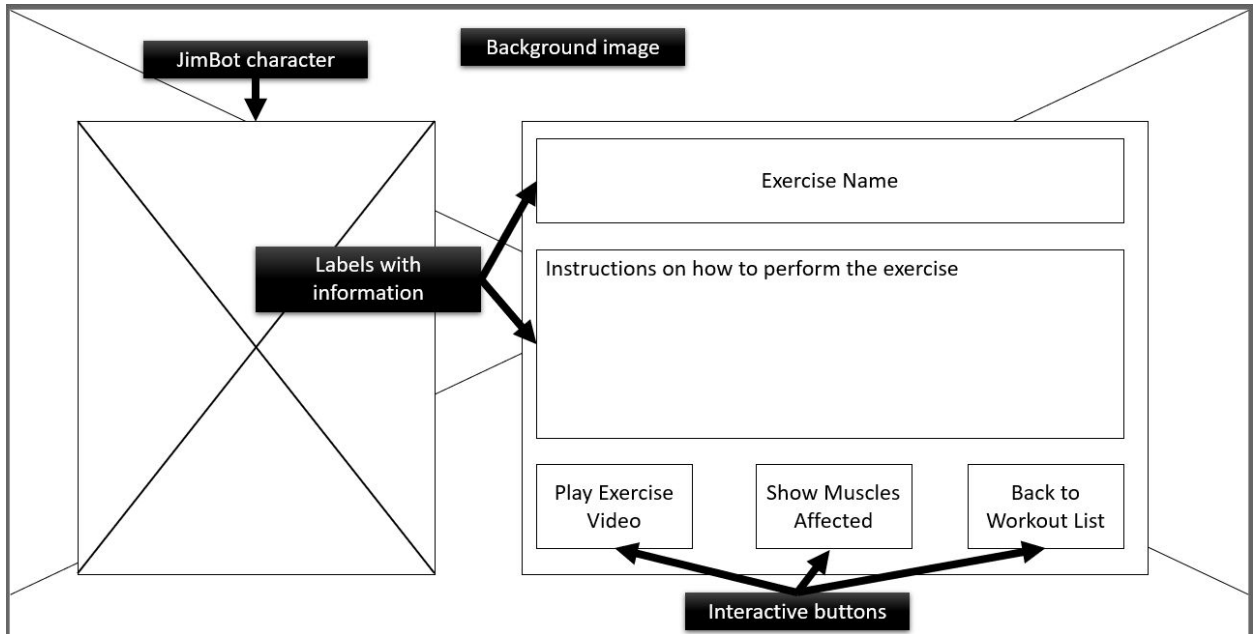 Background image
JimBot character
Exercise Name
Labels with
information
Instructions on how to perform the exercise
Play Exercise
Video
Show Muscles
Affected
Back to
Workout List
Interactive buttons